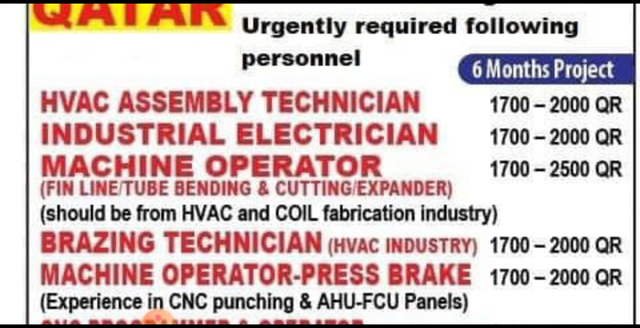 QATAR
Urgently required following
personnel
6 Months Project
HVAC ASSEMBLY TECHNICIAN 1700 – 2000 QR
INDUSTRIAL ELECTRICIAN 1700 – 2000 QR
MACHINE OPERATOR 1700 – 2500 QR
(FIN LINE/TUBE BENDING & CUTTING/EXPANDER)
(should be from HVAC and COIL fabrication industry)
BRAZING TECHNICIAN (HVAC INDUSTRY) 1700 – 2000 QR
MACHINE OPERATOR-PRESS BRAKE 1700 – 2000 QR
(Experience in CNC punching & AHU-FCU Panels)